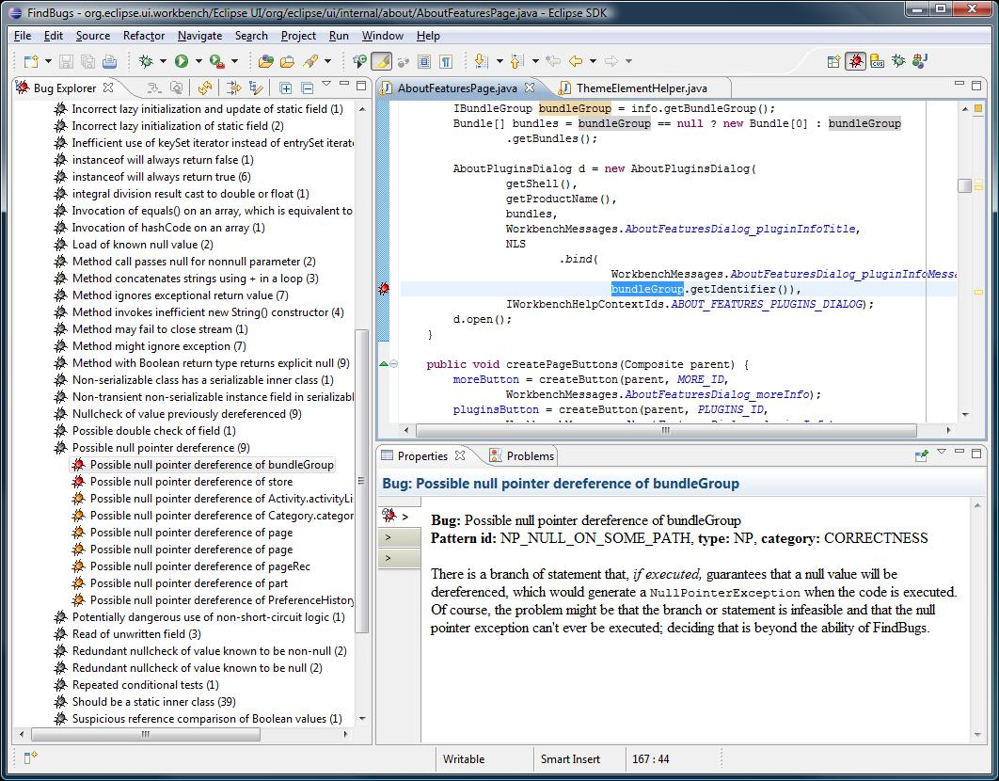 FindBugs - org.eclipse.ui.workbench/Eclipse UI/org/eclipse/ui/internal/about/AboutFeaturesPage.java - Eclipse SDK
File Edit Source Refactor Navigate Search Project Run Window Help
Bug Explorer
Incorrect lazy initialization and update of static field (1)
Incorrect lazy initialization of static field (2)
Inefficient use of keySet iterator instead of entrySet iterat
instanceof will always return false (1)
instanceof will always return true (6)
integral division result cast to double or float (1)
Invocation of equals() on an array, which is equivalent to
Invocation of hashCode on an array (1)
Load of known null value (2)
Method call passes null for nonnull parameter (2)
Method concatenates strings using + in a loop (3)
Method ignores exceptional return value (7)
Method invokes inefficient new String() constructor (4)
Method may fail to close stream (1)
Method might ignore exception (7)
Method with Boolean return type returns explicit null (9)
Non-serializable class has a serializable inner class (1)
Non-transient non-serializable instance field in serializabl
Nullcheck of value previously dereferenced (9)
Possible double check of field (1)
Possible null pointer dereference (9)
Possible null pointer dereference of bundleGroup
Possible null pointer dereference of store
Possible null pointer dereference of Activity.activityLi
Possible null pointer dereference of Category.categor
Possible null pointer dereference of page
Possible null pointer dereference of page
Possible null pointer dereference of pageRec
Possible null pointer dereference of part
Possible null pointer dereference of PreferenceHistory
Potentially dangerous use of non-short-circuit logic (1)
Read of unwritten field (3)
Redundant nullcheck of value known to be non-null (2)
Redundant nullcheck of value known to be null (2)
Repeated conditional tests (1)
Should be a static inner class (39)
Suspicious reference comparison of Boolean values (1)
AboutFeaturesPage.java ThemeElementHelper.java
IBundleGroup bundleGroup = info.getBundleGroup();
Bundle[] bundles = bundleGroup == null ? new Bundle[0] : bundleGroup
.getBundles();
AboutPluginsDialog d = new AboutPluginsDialog(
getShell(),
getProductName(),
bundles,
WorkbenchMessages.AboutFeaturesDialog_pluginInfoTitle,
NLS
.bind(
WorkbenchMessages.AboutFeaturesDialog_pluginInfoMessa
bundleGroup.getIdentifier()),
IWorkbenchHelpContextIds.ABOUT_FEATURES_PLUGINS_DIALOG);
d.open();
}
public void createPageButtons(Composite parent) {
moreButton = createButton(parent, MORE_ID,
WorkbenchMessages.AboutFeaturesDialog_moreInfo);
pluginsButton = createButton(parent, PLUGINS_ID,
Properties Problems
Bug: Possible null pointer dereference of bundleGroup
Bug: Possible null pointer dereference of bundleGroup
Pattern id: NP_NULL_ON_SOME_PATH, type: NP, category: CORRECTNESS
There is a branch of statement that, if executed, guarantees that a null value will be
dereferenced, which would generate a NullPointerException when the code is executed.
Of course, the problem might be that the branch or statement is infeasible and that the null
pointer exception can't ever be executed; deciding that is beyond the ability of FindBugs.
Writable Smart Insert 167 : 44